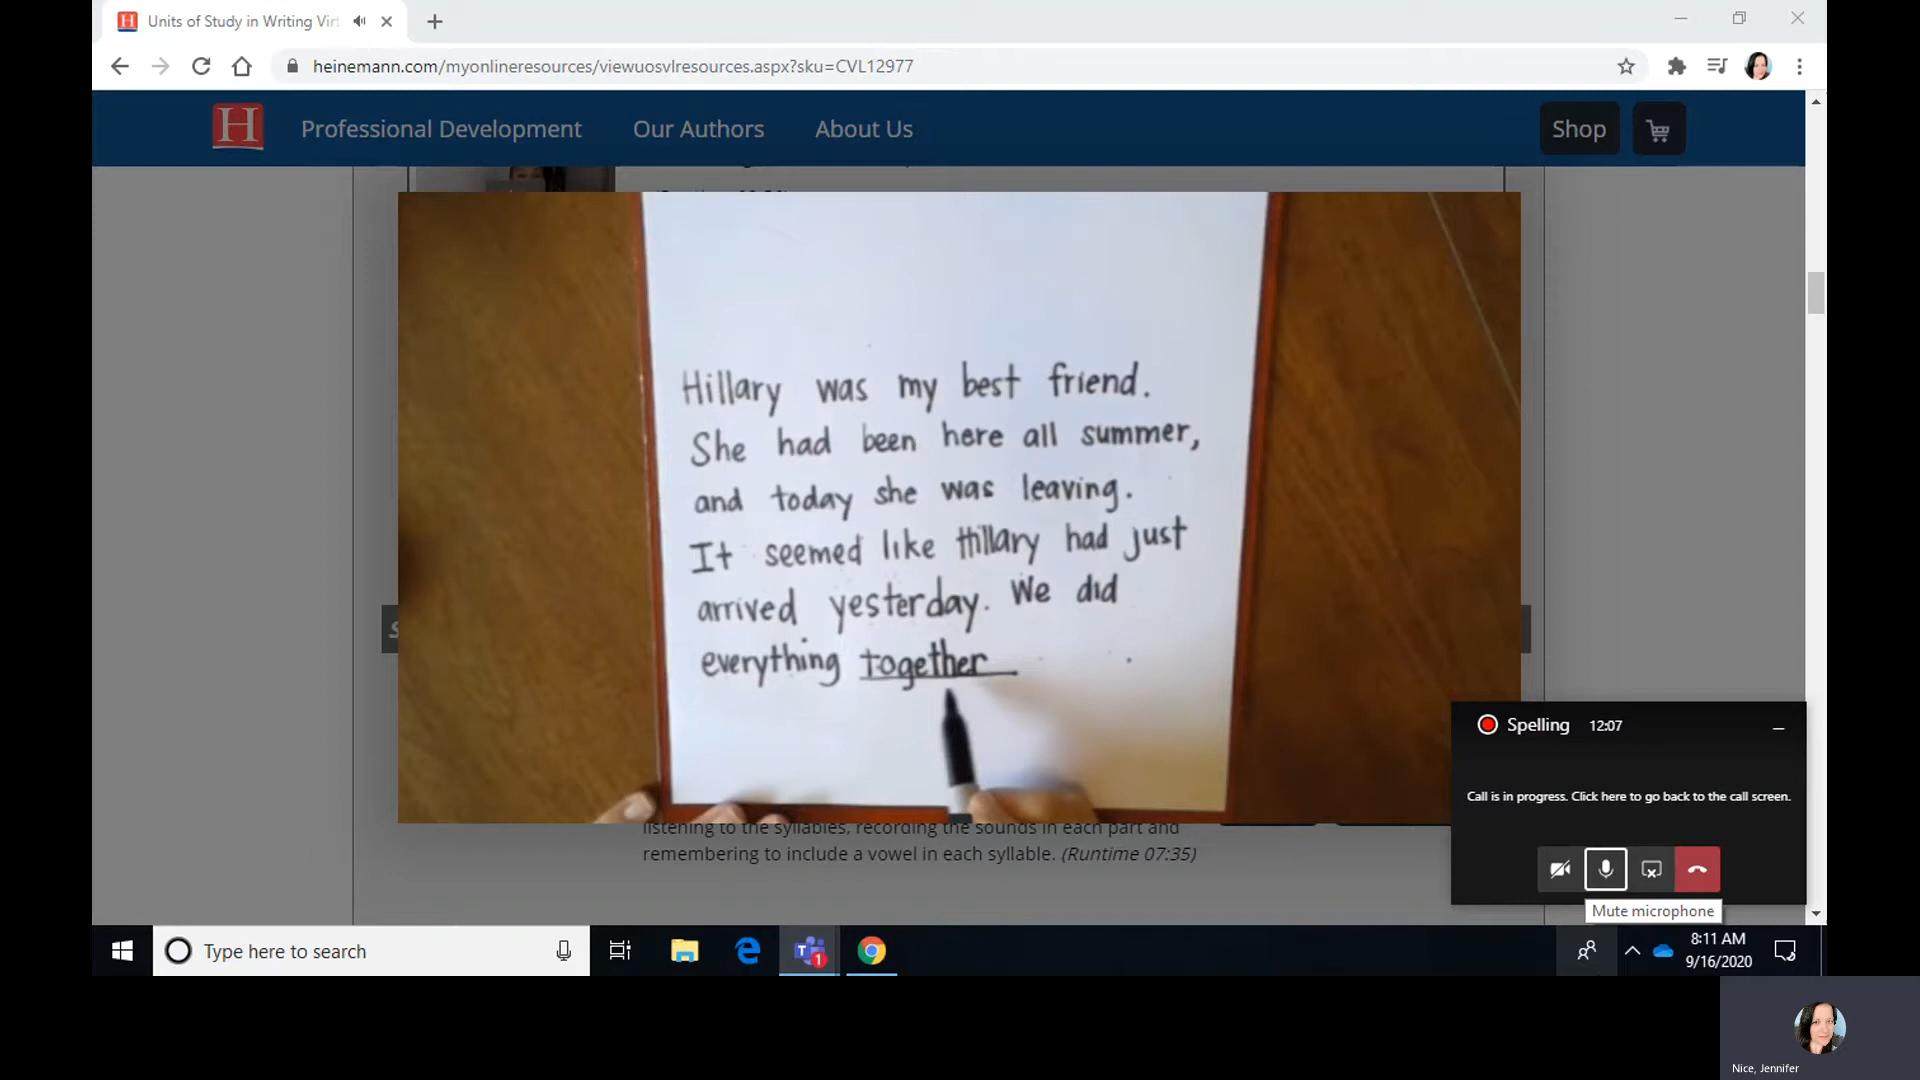 Units of Study in Writing Virt
heinemann.com/myonlineresources/viewuosvlresources.aspx?sku=CVL12977
H
Professional Development
Our Authors
About Us
Shop
Hillary was my best friend.
She had been here all summer,
and today she was leaving.
It seemed like Hillary had just
arrived yesterday. We did
everything together
listening to the syllables, recording the sounds in each part and
remembering to include a vowel in each syllable. (Runtime 07:35)
Spelling 12:07
Call is in progress. Click here to go back to the call screen.
Mute microphone
Type here to search
1
8:11 AM
9/16/2020
Nice, Jennifer